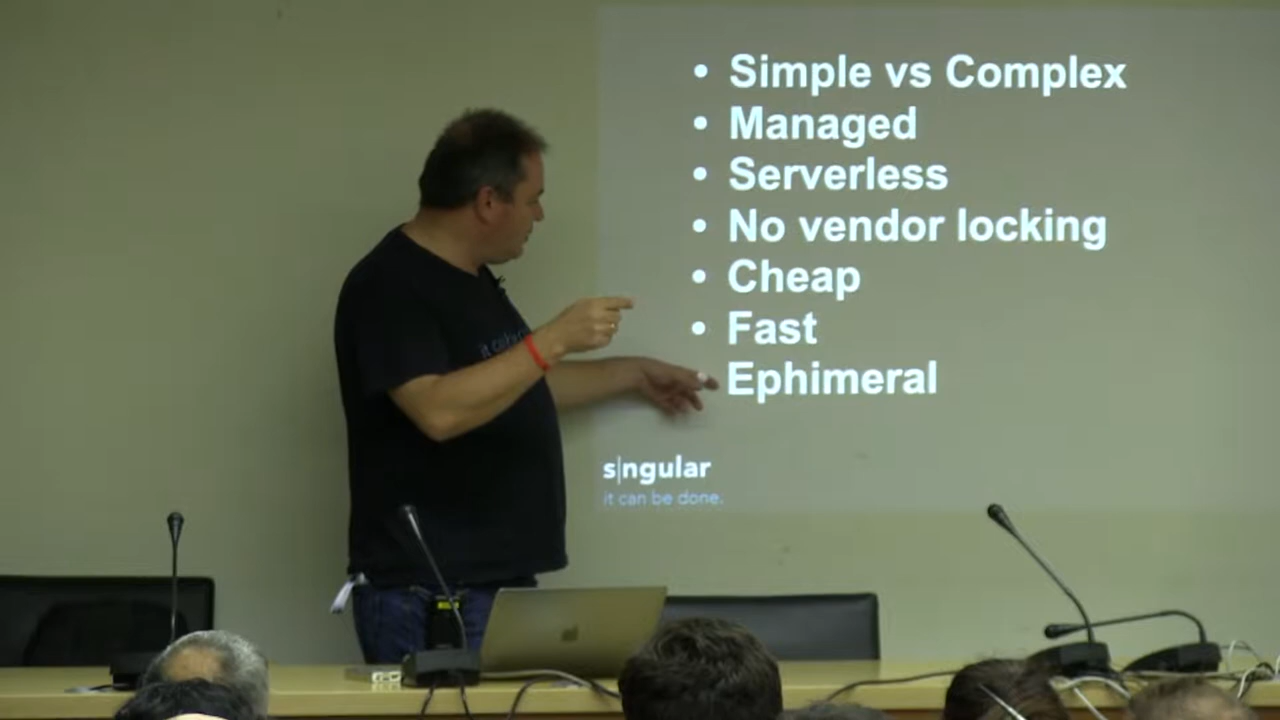 • Simple vs Complex
• Managed
• Serverless
• No vendor locking
• Cheap
• Fast
Ephimeral
s|ngular
it can be done.